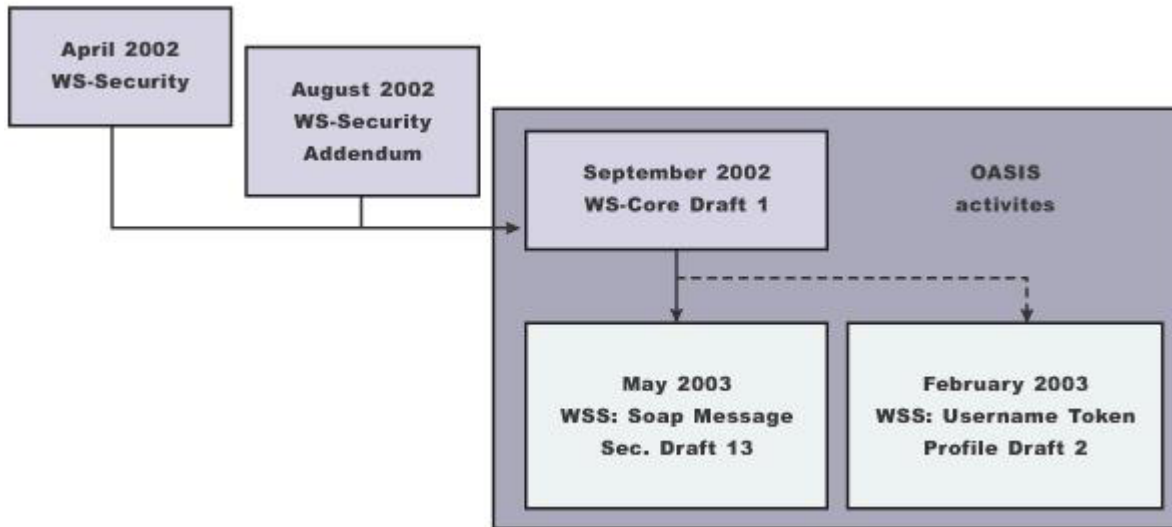 April 2002
WS-Security
August 2002
WS-Security
Addendum
September 2002
WS-Core Draft 1
OASIS
activites
May 2003
WSS: Soap Message
Sec. Draft 13
February 2003
WSS: Username Token
Profile Draft 2